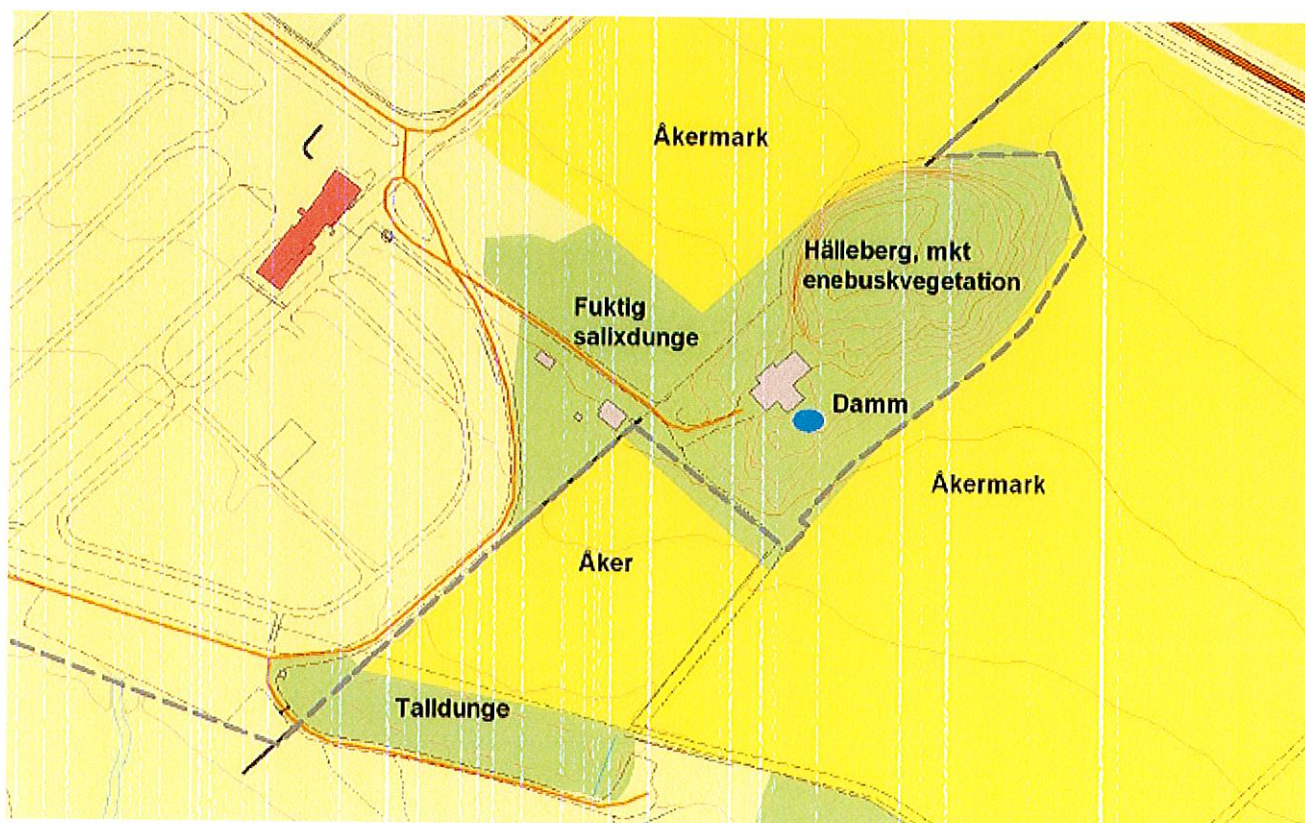 Åkermark
Hälleberg, mkt
enebuskvegetation
Fuktig
salixdunge
Damm
Åkermark
Åker
Talldunge